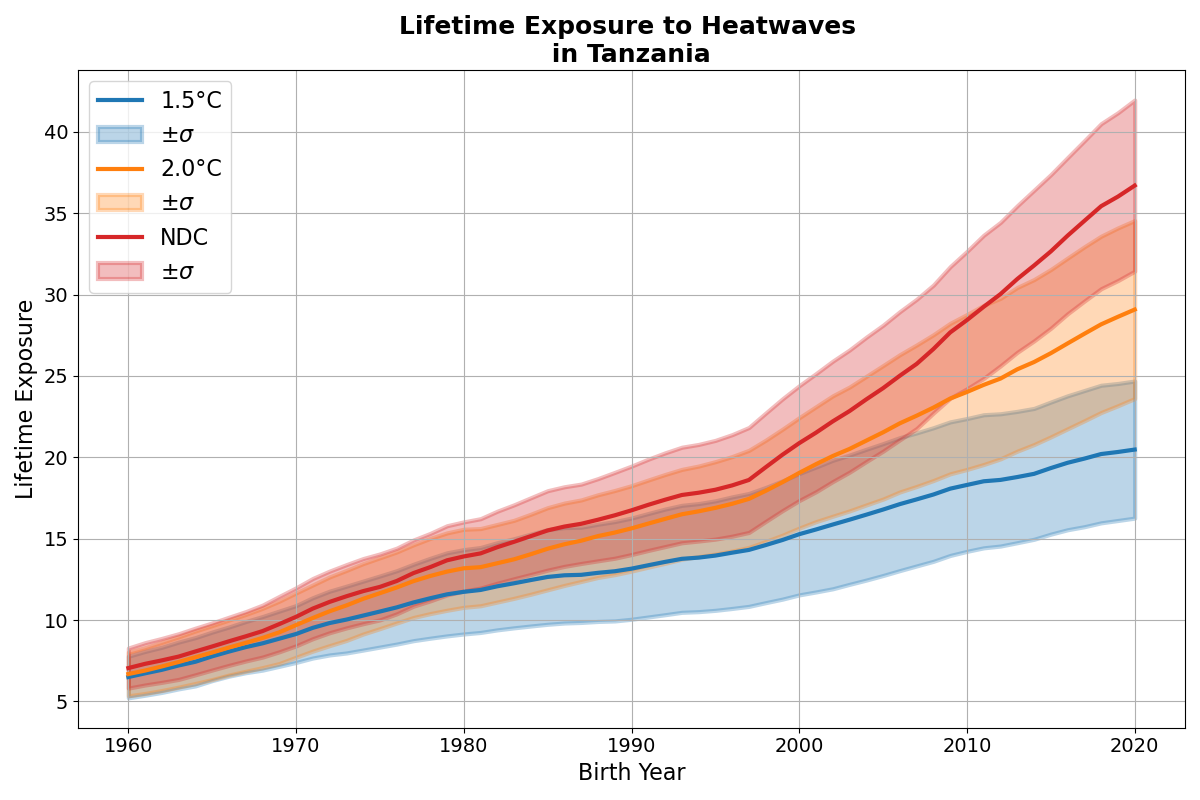 Lifetime Exposure to Heatwaves
in Tanzania
1.5°C
±σ
2.0°C
±σ
NDC
±σ
Lifetime Exposure
40
35
30
25
20
15
10
5
1960 1970 1980 1990 2000 2010 2020
Birth Year